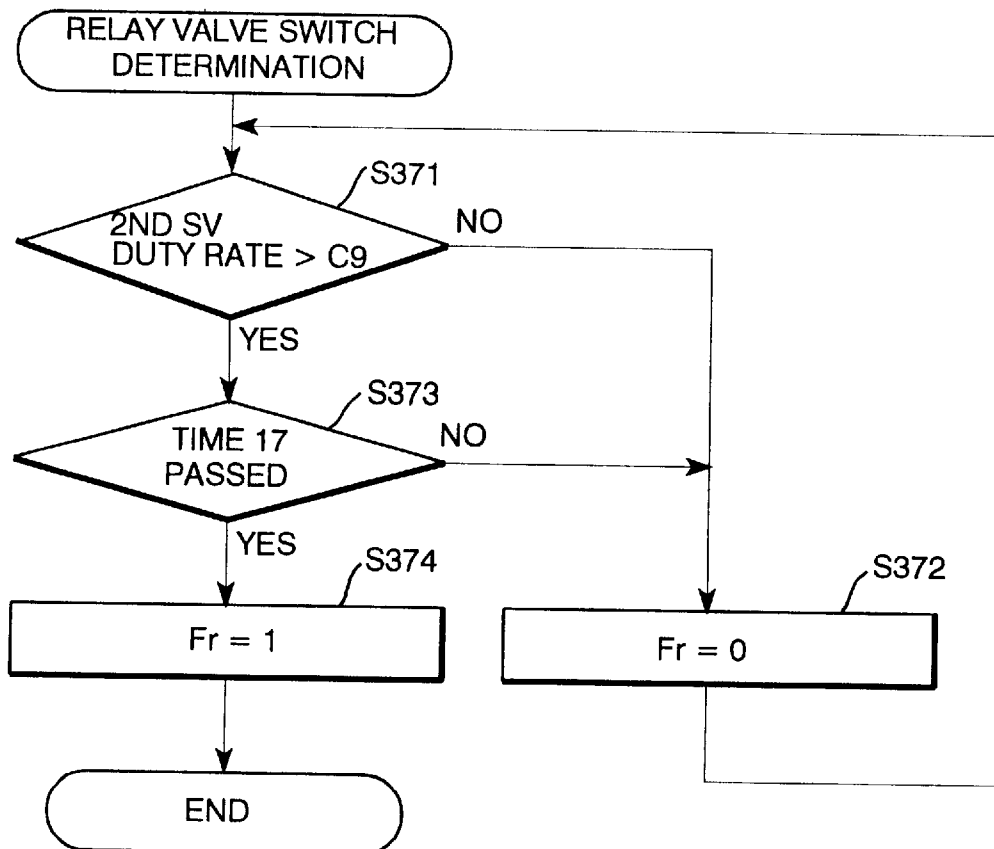 RELAY VALVE SWITCH
DETERMINATION
S371
2ND SV
DUTY RATE > C9
NO
YES
S373
TIME 17
PASSED
NO
YES
S374
Fr = 1
S372
Fr = 0
END